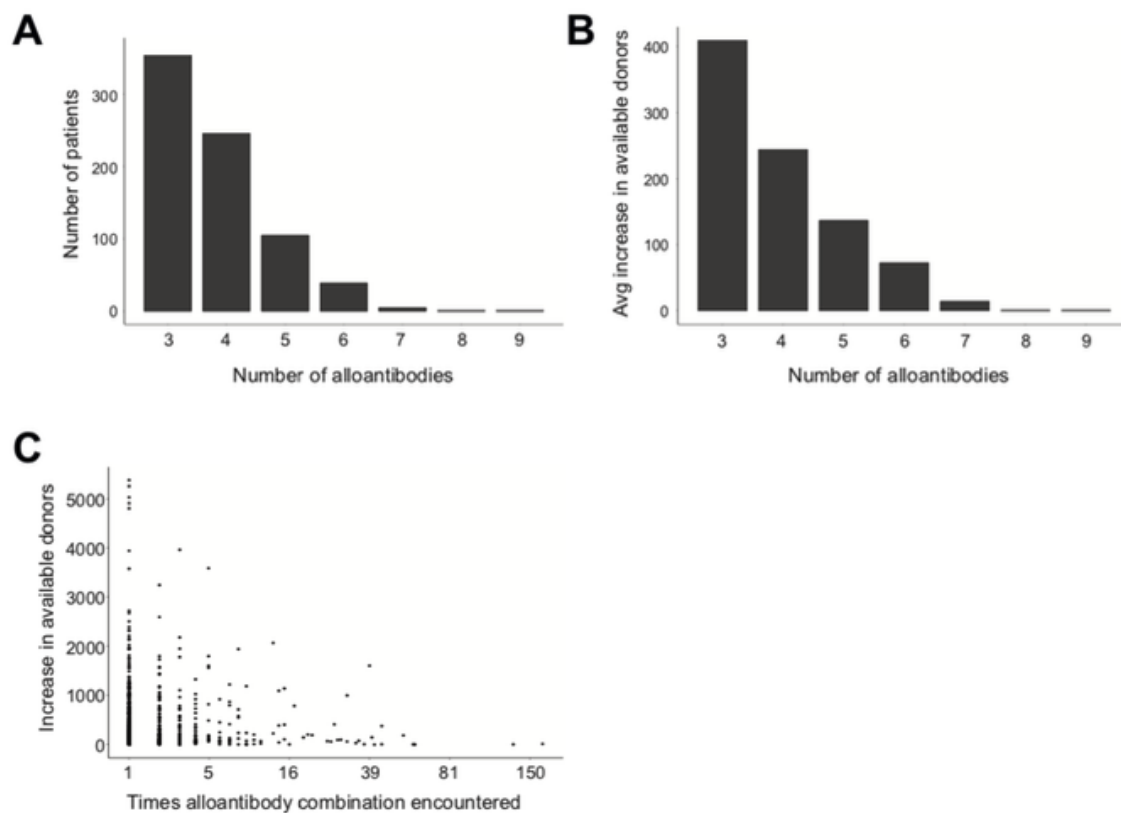 A
Number of patients
300
200
100
0
3 4 5 6 7 8 9
Number of alloantibodies
B
Avg increase in available donors
400
300
200
100
0
3 4 5 6 7 8 9
Number of alloantibodies
C
Increase in available donors
5000
4000
3000
2000
1000
0
1 5 16 39 81 150
Times alloantibody combination encountered